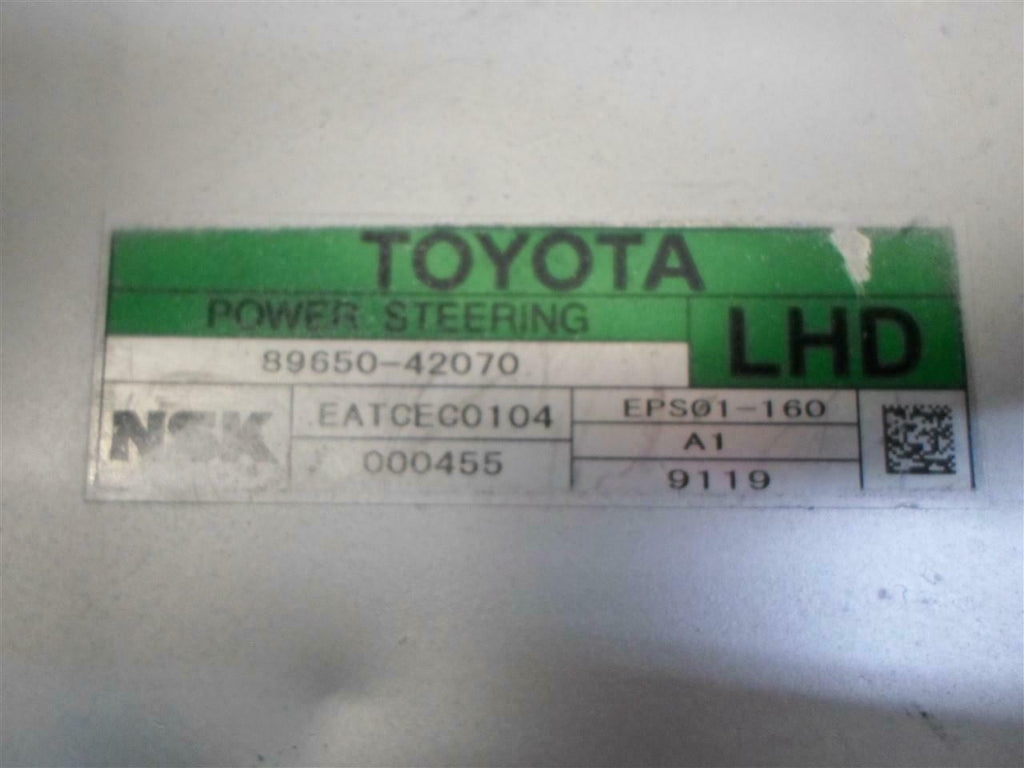 TOYOTA
POWER STEERING
LHD
89650-42070
NSK
EATCEC0104
000455
EPS01-160
A1
9119